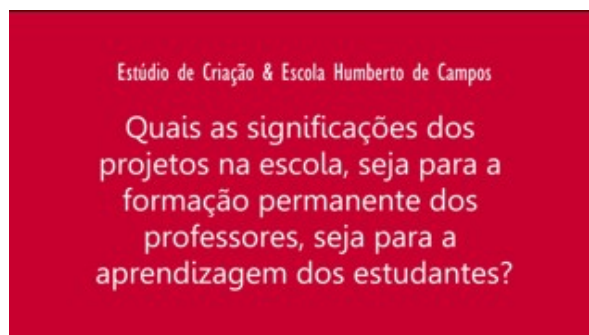 Estúdio de Criação & Escola Humberto de Campos
Quais as significações dos
projetos na escola, seja para a
formação permanente dos
professores, seja para a
aprendizagem dos estudantes?